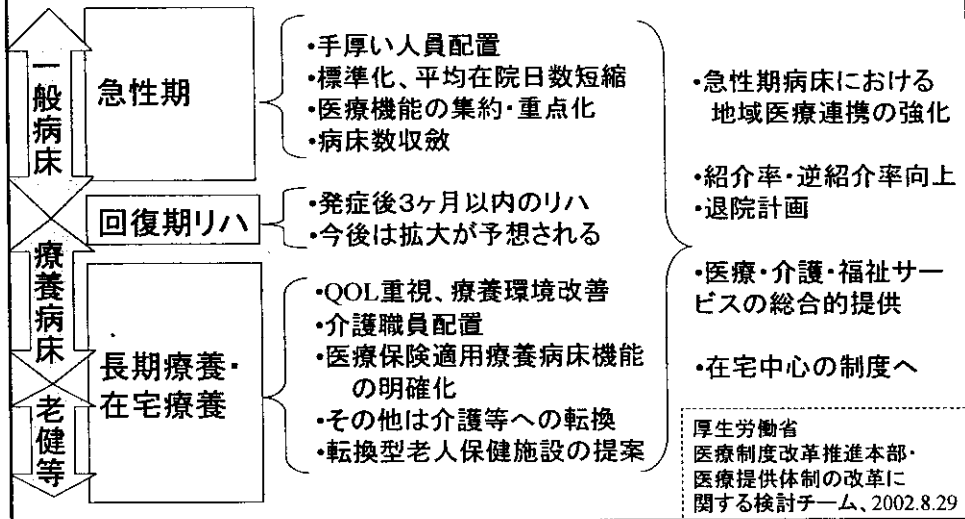 一般病床
療養病床
老健等
急性期
・手厚い人員配置
・標準化、平均在院日数短縮
・医療機能の集約・重点化
・病床数収斂
回復期リハ
・発症後3ヶ月以内のリハ
・今後は拡大が予想される
長期療養・
在宅療養
・QOL重視、療養環境改善
・介護職員配置
・医療保険適用療養病床機能
の明確化
・その他は介護等への転換
・転換型老人保健施設の提案
・急性期病床における
地域医療連携の強化
・紹介率・逆紹介率向上
・退院計画
・医療・介護・福祉サー
ビスの総合的提供
・在宅中心の制度へ
厚生労働省
医療制度改革推進本部・
医療提供体制の改革に
関する検討チーム、2002.8.29